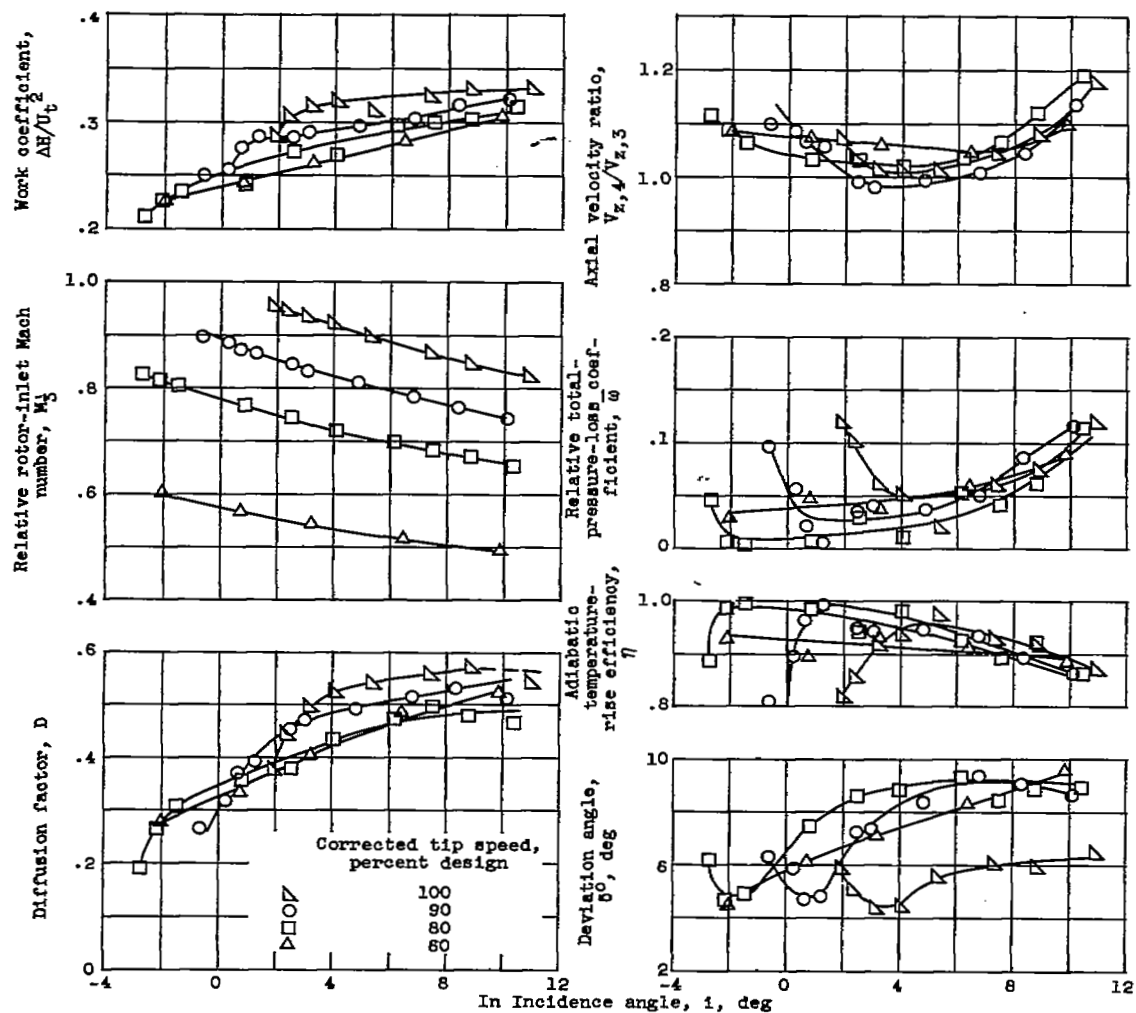 Work coefficient,
ΔH/U_t^2
.4
.3
.2
Axial velocity ratio,
V_z,4/V_z,3
1.2
1.0
.8
Relative rotor-inlet Mach
number, M'_3
1.0
.8
.6
.4
Relative total-
pressure-loss coef-
ficient, ω̄
.2
.1
0
Adiabatic
temperature-
rise efficiency,
η
1.0
.8
Diffusion factor, D
.6
.4
.2
0
Corrected tip speed,
percent design
100
90
80
60
Deviation angle,
δ°, deg
10
6
2
-4 0 4 8 12
-4 0 4 8 12
In Incidence angle, i, deg